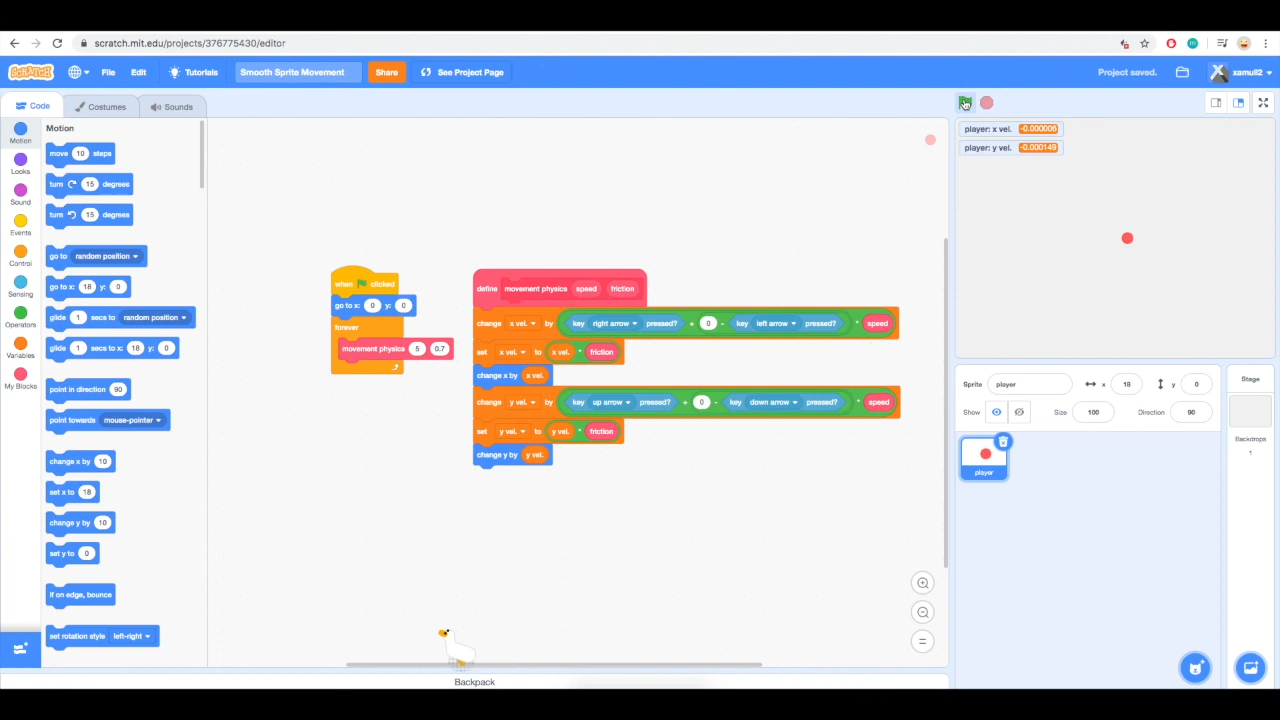 scratch.mit.edu/projects/376775430/editor
SCRATCH File Edit Tutorials Smooth Sprite Movement Share See Project Page Project saved. xamuil2
Code Costumes Sounds
Motion
Looks
Sound
Events
Control
Sensing
Operators
Variables
My Blocks
Motion
move 10 steps
turn 15 degrees
turn 15 degrees
go to random position
go to x: 18 y: 0
glide 1 secs to random position
glide 1 secs to x: 18 y: 0
point in direction 90
point towards mouse-pointer
change x by 10
set x to 18
change y by 10
set y to 0
if on edge, bounce
set rotation style left-right
when clicked
go to x: 0 y: 0
forever
movement physics 5 0.7
define movement physics speed friction
change x vel. by key right arrow pressed? + 0 - key left arrow pressed? * speed
set x vel. to x vel. * friction
change x by x vel.
change y vel. by key up arrow pressed? + 0 - key down arrow pressed? * speed
set y vel. to y vel. * friction
change y by y vel.
Backpack
player: x vel. -0.000006
player: y vel. -0.000149
Sprite player x 18 y 0
Show Size 100 Direction 90
player
Stage
Backdrops
1